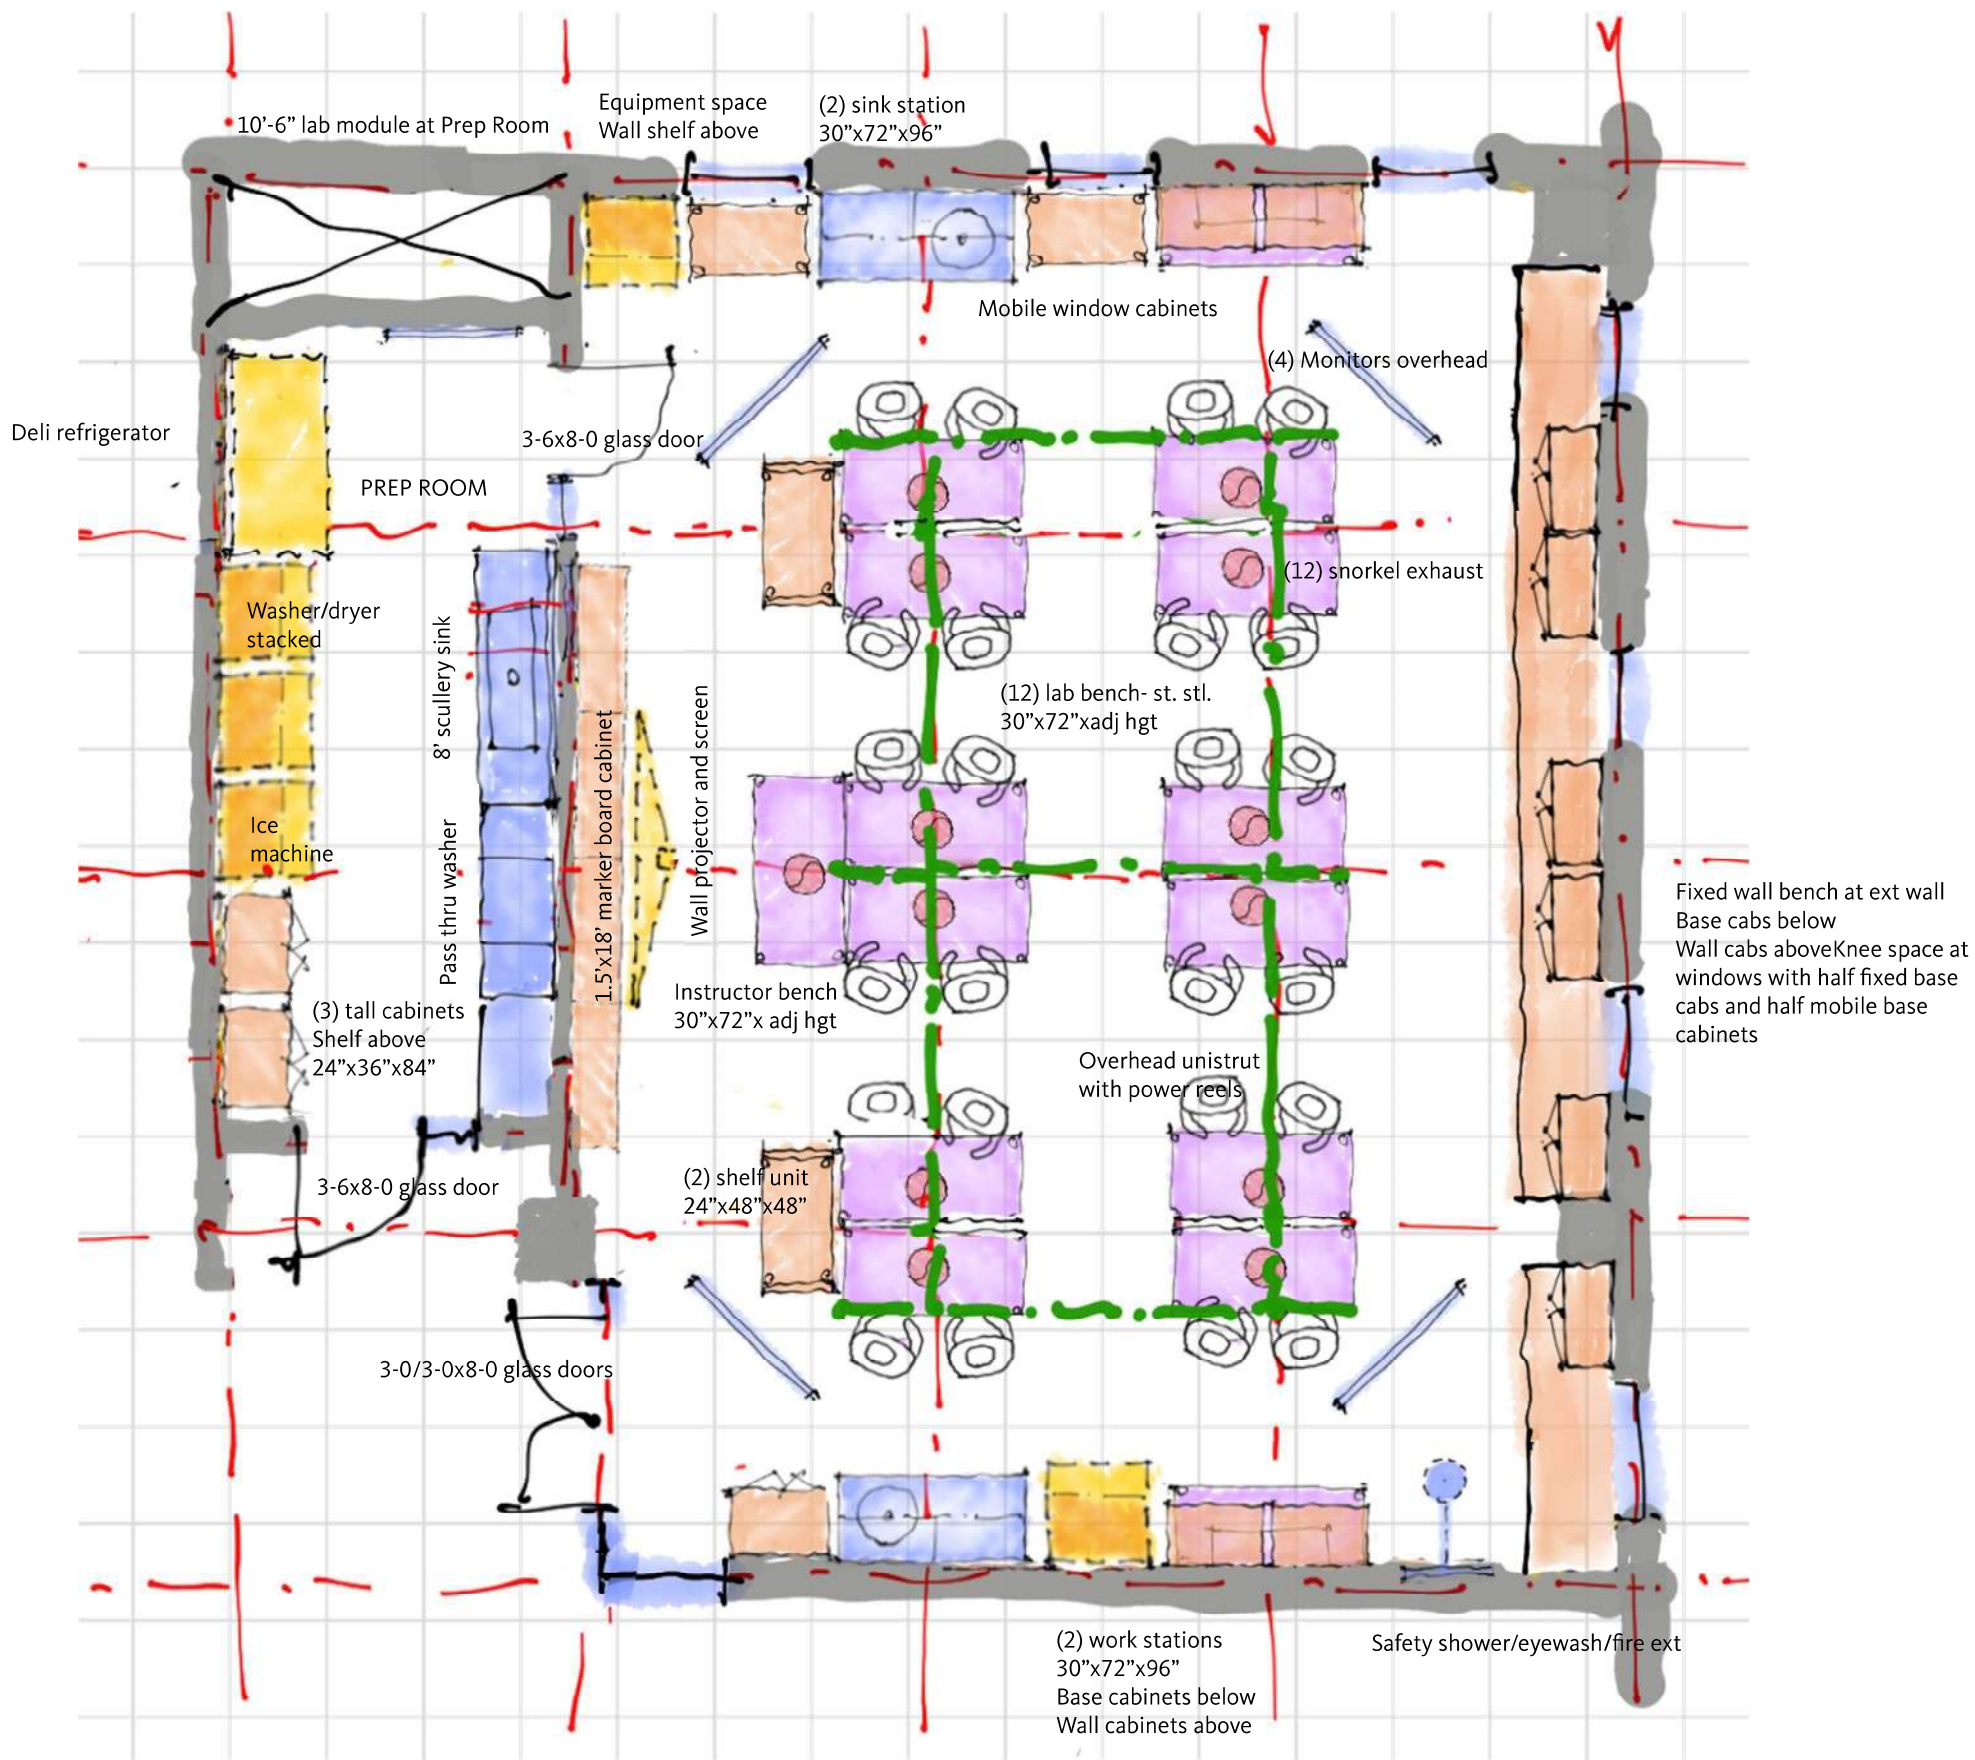 Equipment space
Wall shelf above
(2) sink station
30”x72”x96”
10’-6” lab module at Prep Room
Mobile window cabinets
(4) Monitors overhead
Deli refrigerator
3-6x8-0 glass door
PREP ROOM
(12) snorkel exhaust
Washer/dryer
stacked
8’ scullery sink
(12) lab bench- st. stl.
30”x72”xadj hgt
Wall projector and screen
1.5’x18’ marker board cabinet
Ice
machine
Pass thru washer
Fixed wall bench at ext wall
Base cabs below
Wall cabs aboveKnee space at
windows with half fixed base
cabs and half mobile base
cabinets
Instructor bench
30”x72”x adj hgt
(3) tall cabinets
Shelf above
24”x36”x84”
Overhead unistrut
with power reels
3-6x8-0 glass door
(2) shelf unit
24”x48”x48”
3-0/3-0x8-0 glass doors
(2) work stations
30”x72”x96”
Base cabinets below
Wall cabinets above
Safety shower/eyewash/fire ext